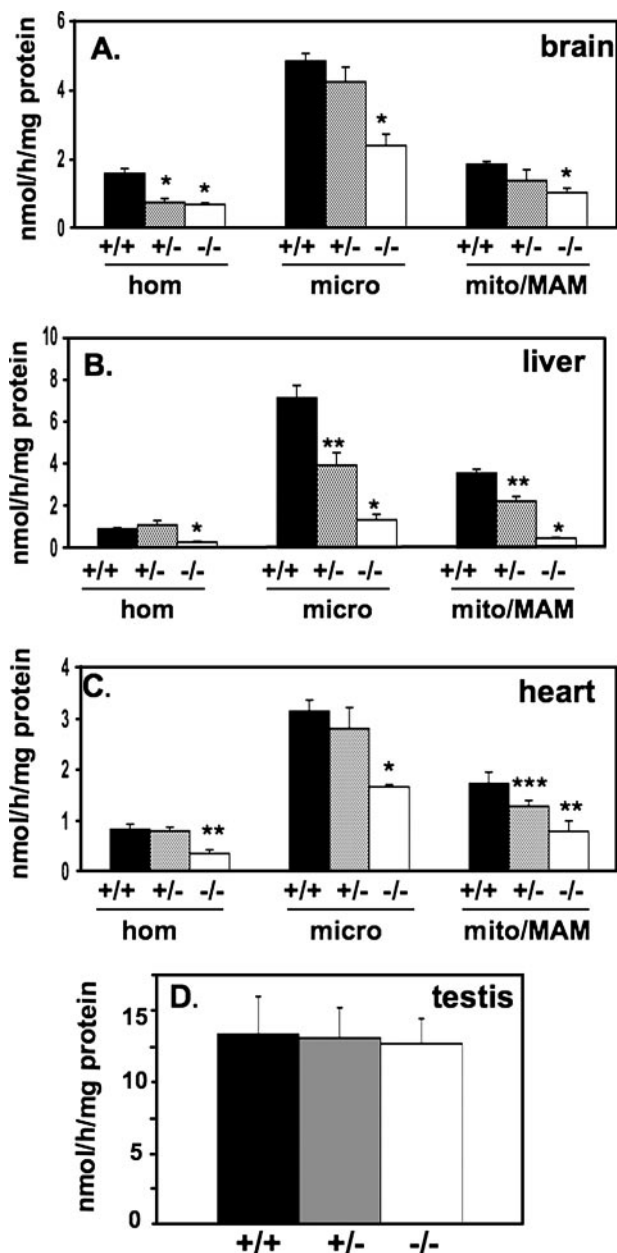 A. brain
nmol/h/mg protein
6
4
2
0
* *
*
*
+/+ +/- -/- +/+ +/- -/- +/+ +/- -/-
hom micro mito/MAM
B. liver
nmol/h/mg protein
10
8
6
4
2
0
*
**
*
**
*
+/+ +/- -/- +/+ +/- -/- +/+ +/- -/-
hom micro mito/MAM
C. heart
nmol/h/mg protein
4
3
2
1
0
**
*
***
**
+/+ +/- -/- +/+ +/- -/- +/+ +/- -/-
hom micro mito/MAM
D. testis
nmol/h/mg protein
15
10
5
0
+/+ +/- -/-